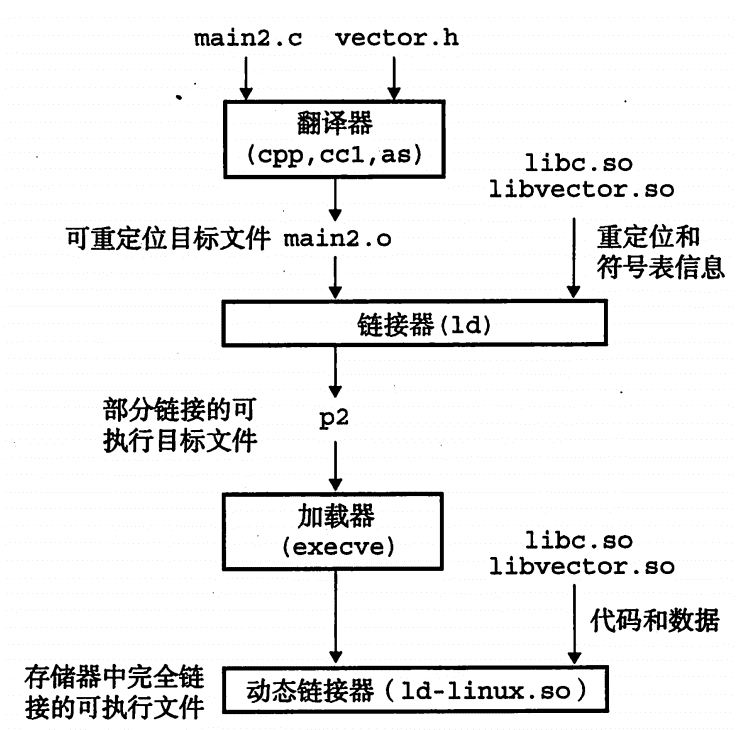 main2.c vector.h
翻译器
(cpp,cc1,as)
libc.so
libvector.so
可重定位目标文件 main2.o
重定位和
符号表信息
链接器(ld)
部分链接的可
执行目标文件
p2
加载器
(execve)
libc.so
libvector.so
代码和数据
存储器中完全链
接的可执行文件
动态链接器(ld-linux.so)